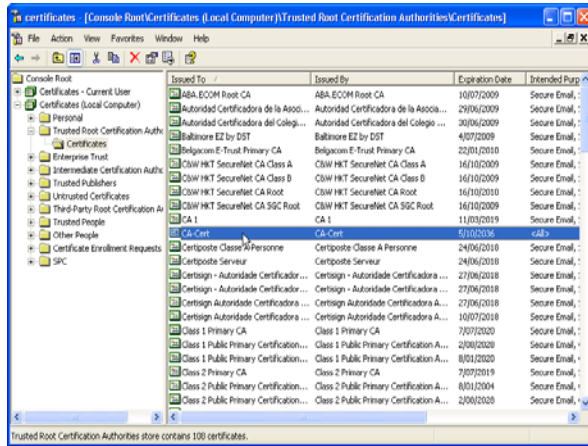 certificates - [Console Root\Certificates (Local Computer)\Trusted Root Certification Authorities\Certificates]
File Action View Favorites Window Help
Console Root
Certificates - Current User
Certificates (Local Computer)
Personal
Trusted Root Certification Autho
Certificates
Enterprise Trust
Intermediate Certification Autho
Trusted Publishers
Untrusted Certificates
Third-Party Root Certification A
Trusted People
Other People
Certificate Enrollment Requests
SPC
Issued To Issued By Expiration Date Intended Purp
ABA.ECOM Root CA ABA.ECOM Root CA 10/07/2009 Secure Email,
Autoridad Certificadora de la Asoci... Autoridad Certificadora de la Asocia... 29/06/2009 Secure Email,
Autoridad Certificadora del Colegi... Autoridad Certificadora del Colegio ... 30/06/2009 Secure Email,
Baltimore EZ by DST Baltimore EZ by DST 4/07/2009 Secure Email,
Belgacom E-Trust Primary CA Belgacom E-Trust Primary CA 22/01/2010 Secure Email,
C&W HKT SecureNet CA Class A C&W HKT SecureNet CA Class A 16/10/2009 Secure Email,
C&W HKT SecureNet CA Class B C&W HKT SecureNet CA Class B 16/10/2009 Secure Email,
C&W HKT SecureNet CA Root C&W HKT SecureNet CA Root 16/10/2010 Secure Email,
C&W HKT SecureNet CA SGC Root C&W HKT SecureNet CA SGC Root 16/10/2009 Secure Email,
CA 1 CA 1 11/03/2019 Secure Email,
CA-Cert CA-Cert 5/10/2036 <All>
Certiposte Classe A Personne Certiposte Classe A Personne 24/06/2018 Secure Email,
Certiposte Serveur Certiposte Serveur 24/06/2018 Secure Email,
Certisign - Autoridade Certificador... Certisign - Autoridade Certificadora ... 27/06/2018 Secure Email,
Certisign - Autoridade Certificador... Certisign - Autoridade Certificadora ... 27/06/2018 Secure Email,
Certisign Autoridade Certificadora ... Certisign Autoridade Certificadora A... 27/06/2018 Secure Email,
Certisign Autoridade Certificadora ... Certisign Autoridade Certificadora A... 10/07/2018 Secure Email,
Class 1 Primary CA Class 1 Primary CA 7/07/2020 Secure Email,
Class 1 Public Primary Certification... Class 1 Public Primary Certification A... 2/08/2028 Secure Email,
Class 1 Public Primary Certification... Class 1 Public Primary Certification A... 8/01/2020 Secure Email,
Class 2 Primary CA Class 2 Primary CA 7/07/2019 Secure Email,
Class 2 Public Primary Certification... Class 2 Public Primary Certification A... 8/01/2004 Secure Email,
Class 2 Public Primary Certification... Class 2 Public Primary Certification A... 2/08/2028 Secure Email,
Trusted Root Certification Authorities store contains 108 certificates.